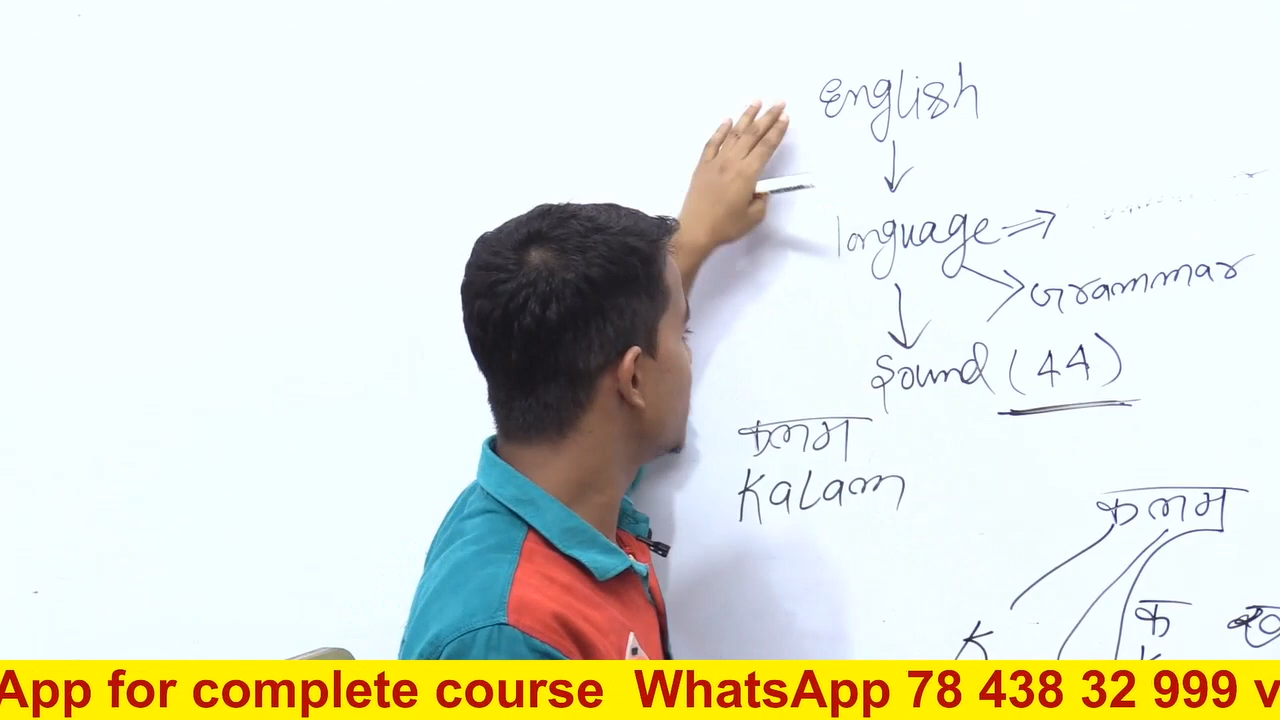 English
language ⇒
Grammar
Sound (44)
कलम
Kalam
कलम
क ख
K
App for complete course WhatsApp 78 438 32 999 v